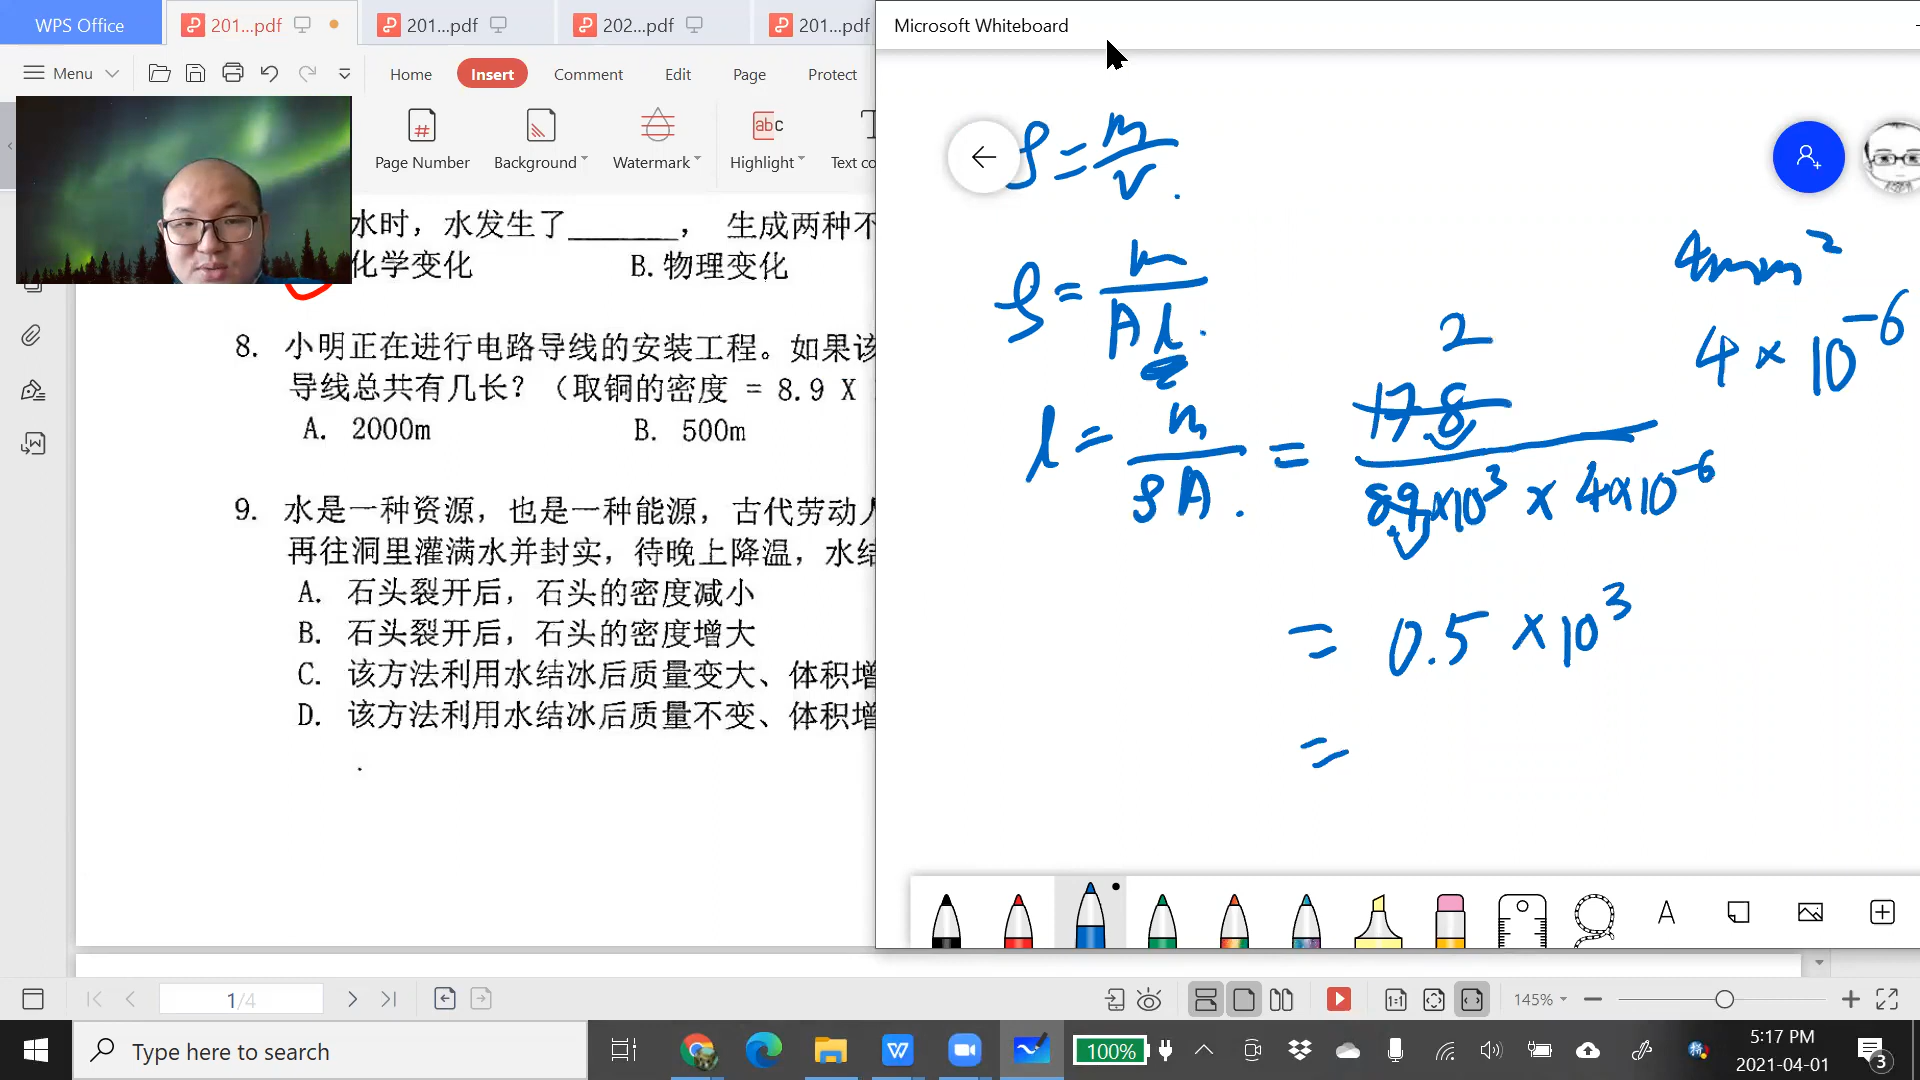 WPS Office
201...pdf
201...pdf
202...pdf
201...pdf
Microsoft Whiteboard
Menu
Home
Insert
Comment
Edit
Page
Protect
Page Number
Background
Watermark
abc
Highlight
Text co
水时, 水发生了_______, 生成两种不
化学变化 B. 物理变化
8. 小明正在进行电路导线的安装工程。如果该
导线总共有几长? (取铜的密度 = 8.9 X
A. 2000m B. 500m
9. 水是一种资源, 也是一种能源, 古代劳动人
再往洞里灌满水并封实, 待晚上降温, 水结
A. 石头裂开后, 石头的密度减小
B. 石头裂开后, 石头的密度增大
C. 该方法利用水结冰后质量变大、体积增
D. 该方法利用水结冰后质量不变、体积增
ρ = m/V.
ρ = m/Al.
l = m/ρA. = 178/89×10³ × 4×10⁻⁶
2
= 0.5 × 10³
=
4mm²
4 × 10⁻⁶
1/4
1:1
145%
Type here to search
100%
5:17 PM
2021-04-01
3